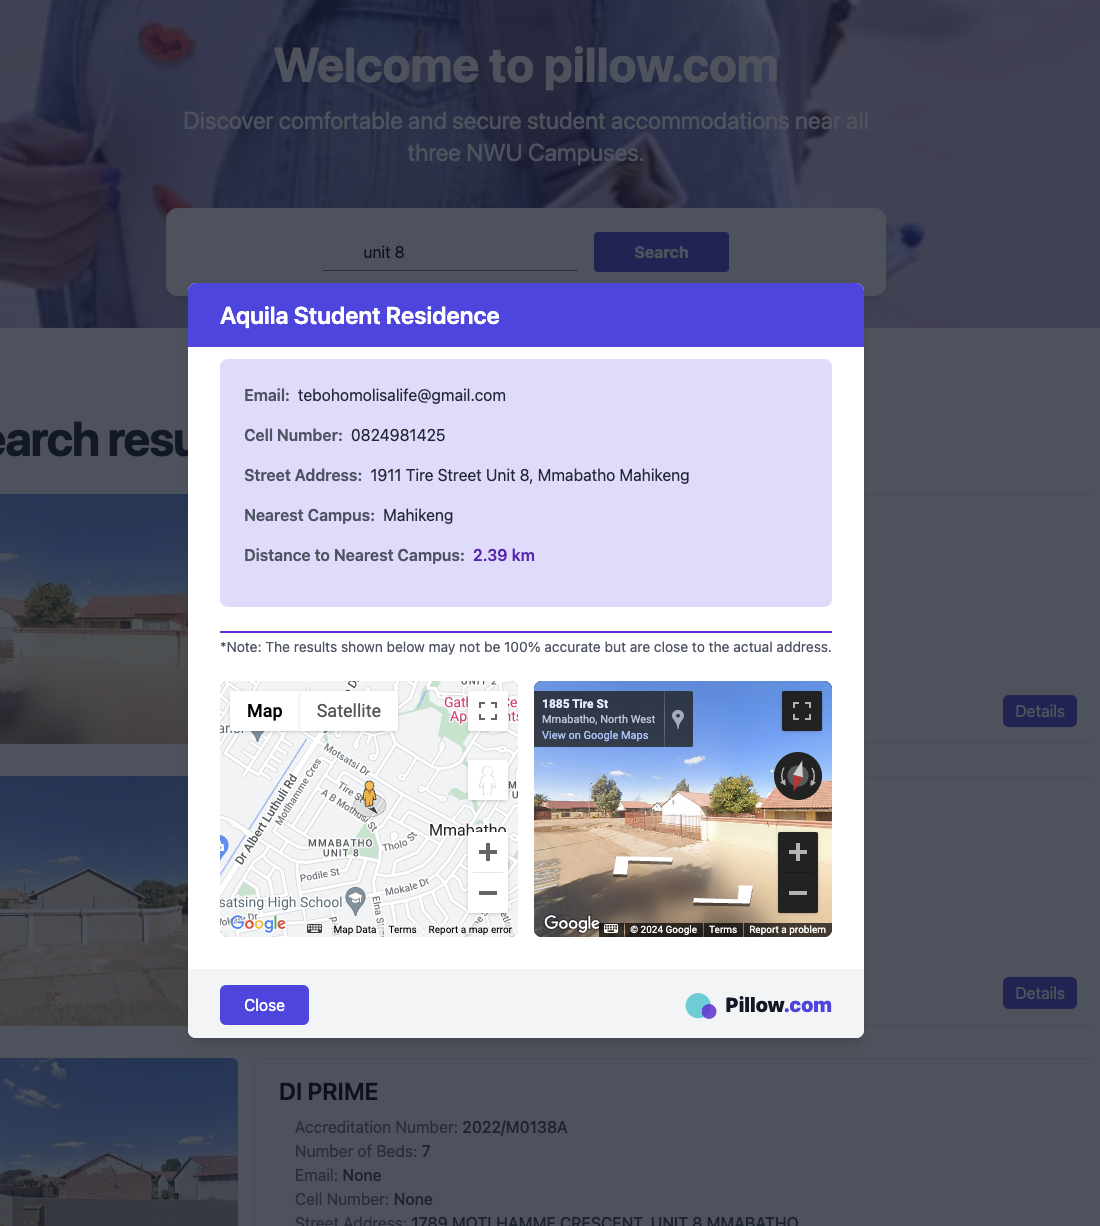 Welcome to pillow.com
Discover comfortable and secure student accommodations near all
three NWU Campuses.
unit 8
Search
Aquila Student Residence
Email: tebohomolisalife@gmail.com
Cell Number: 0824981425
Street Address: 1911 Tire Street Unit 8, Mmabatho Mahikeng
Nearest Campus: Mahikeng
Distance to Nearest Campus: 2.39 km
earch resu
*Note: The results shown below may not be 100% accurate but are close to the actual address.
Map
Satellite
UNIT 2
Motsatsi Dr
Tire S
A B Mothusi St
Motlhamme Cres
Dr Albert Luthuli Rd
MMABATHO
UNIT 8
Tholo St
Mmabatho
Podile St
Mokale Dr
satsing High School
Elna Stre
Google
Map Data
Terms
Report a map error
1885 Tire St
Mmabatho, North West
View on Google Maps
Google
© 2024 Google
Terms
Report a problem
Details
Details
Close
Pillow.com
DI PRIME
Accreditation Number: 2022/M0138A
Number of Beds: 7
Email: None
Cell Number: None
Street Address: 1789 MOTLHAMME CRESCENT, UNIT 8 MMABATHO